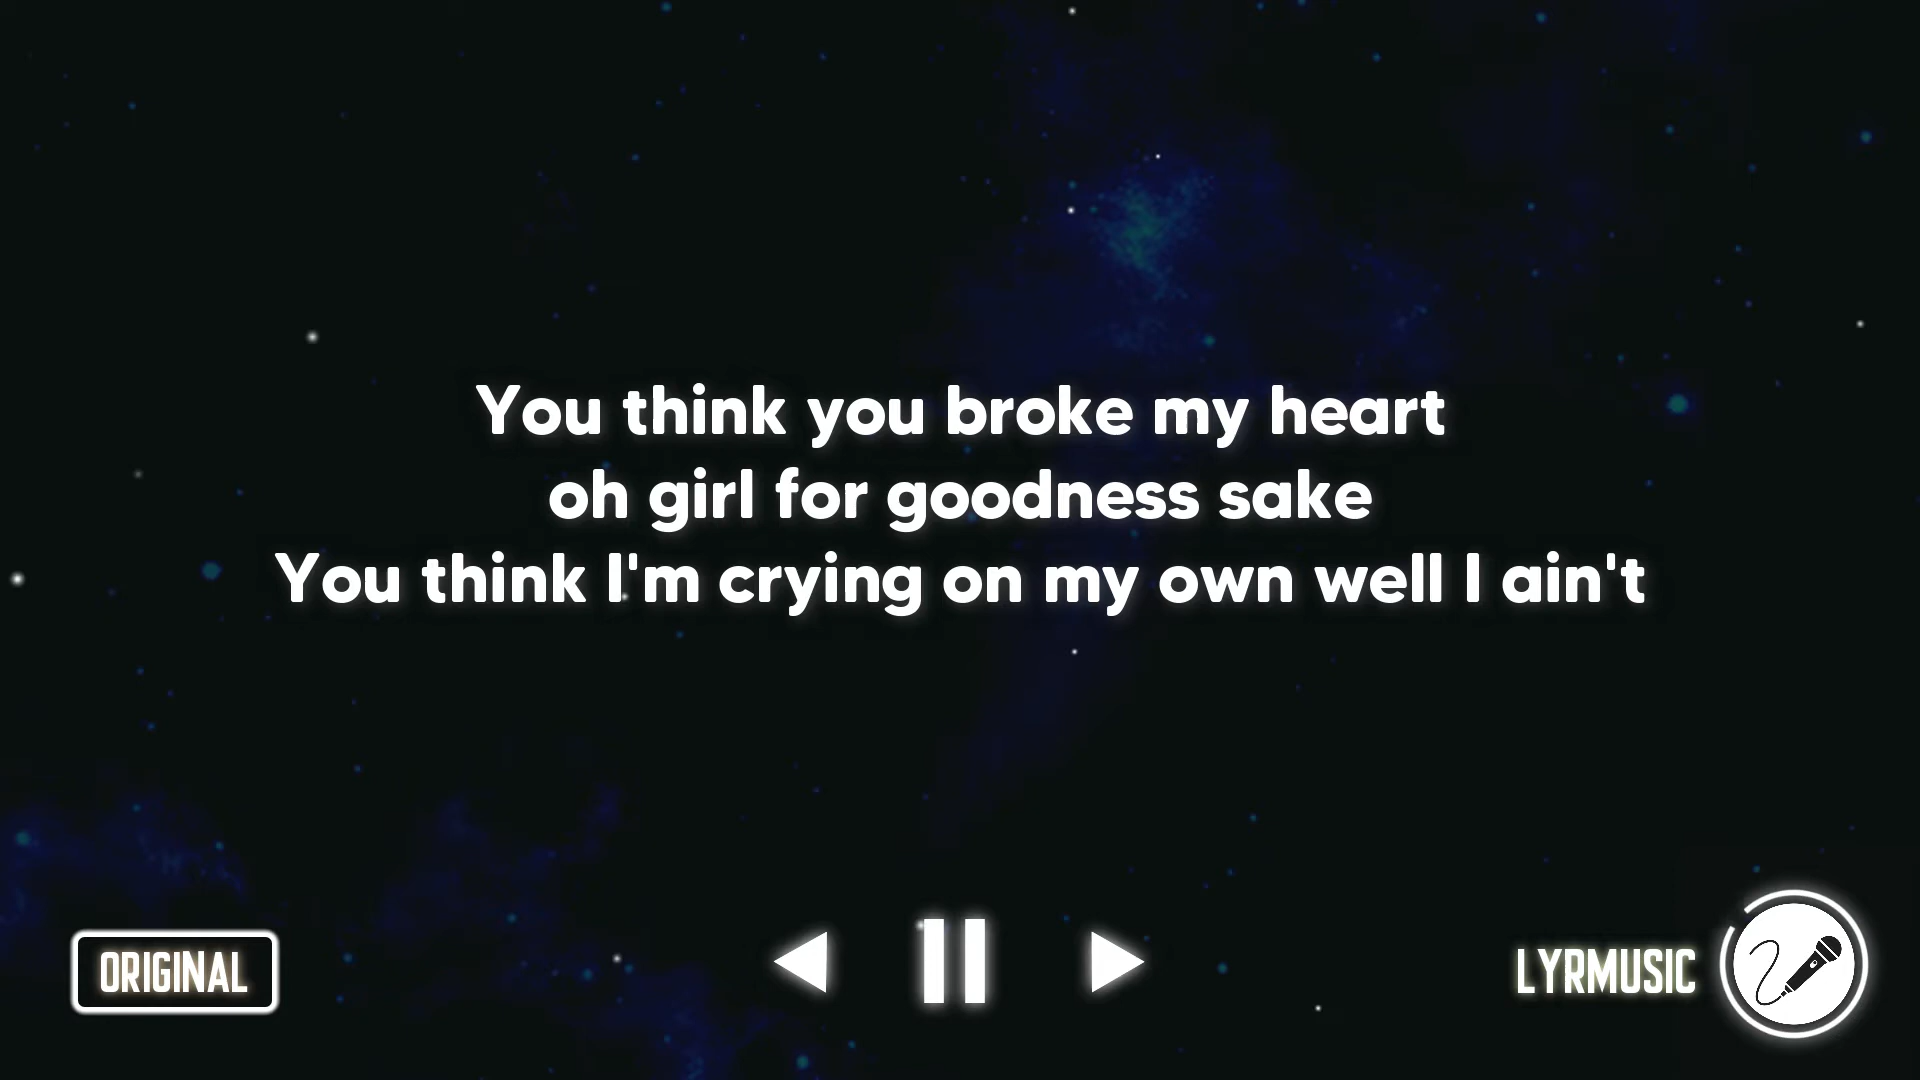 You think you broke my heart
oh girl for goodness sake
You think I'm crying on my own well I ain't
ORIGINAL
LYRMUSIC